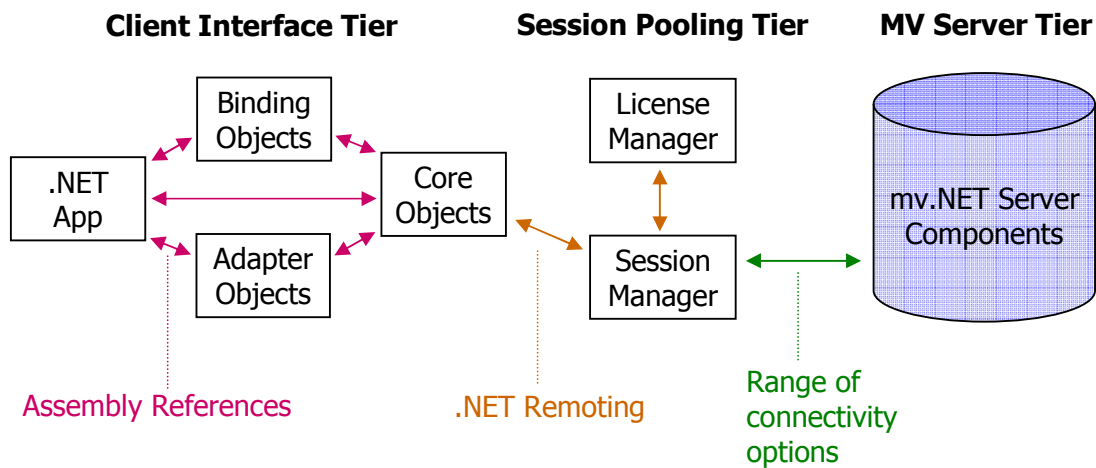 Client Interface Tier
Session Pooling Tier
MV Server Tier
Binding
Objects
License
Manager
.NET
App
Core
Objects
mv.NET Server
Components
Adapter
Objects
Session
Manager
Assembly References
.NET Remoting
Range of
connectivity
options